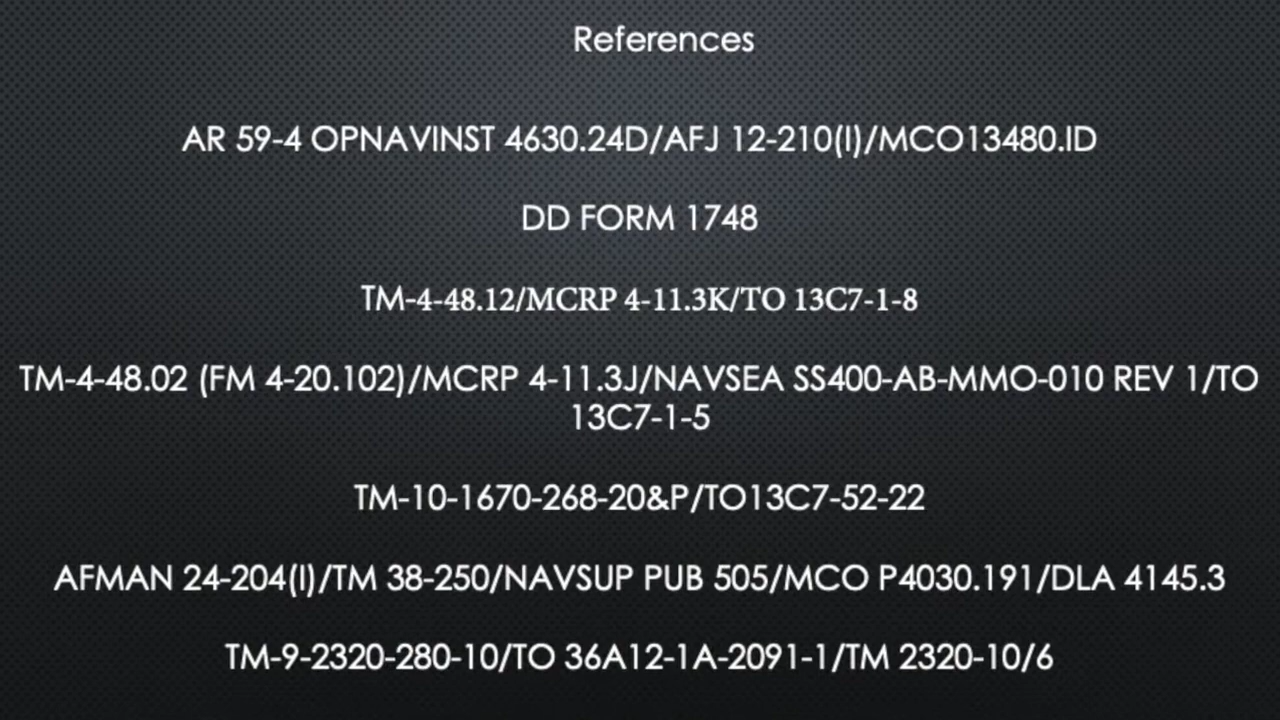 References
AR 59-4 OPNAVINST 4630.24D/AFJ 12-210(I)/MCO13480.ID
DD FORM 1748
TM-4-48.12/MCRP 4-11.3K/TO 13C7-1-8
TM-4-48.02 (FM 4-20.102)/MCRP 4-11.3J/NAVSEA SS400-AB-MMO-010 REV 1/TO
13C7-1-5
TM-10-1670-268-20&P/TO13C7-52-22
AFMAN 24-204(I)/TM 38-250/NAVSUP PUB 505/MCO P4030.191/DLA 4145.3
TM-9-2320-280-10/TO 36A12-1A-2091-1/TM 2320-10/6